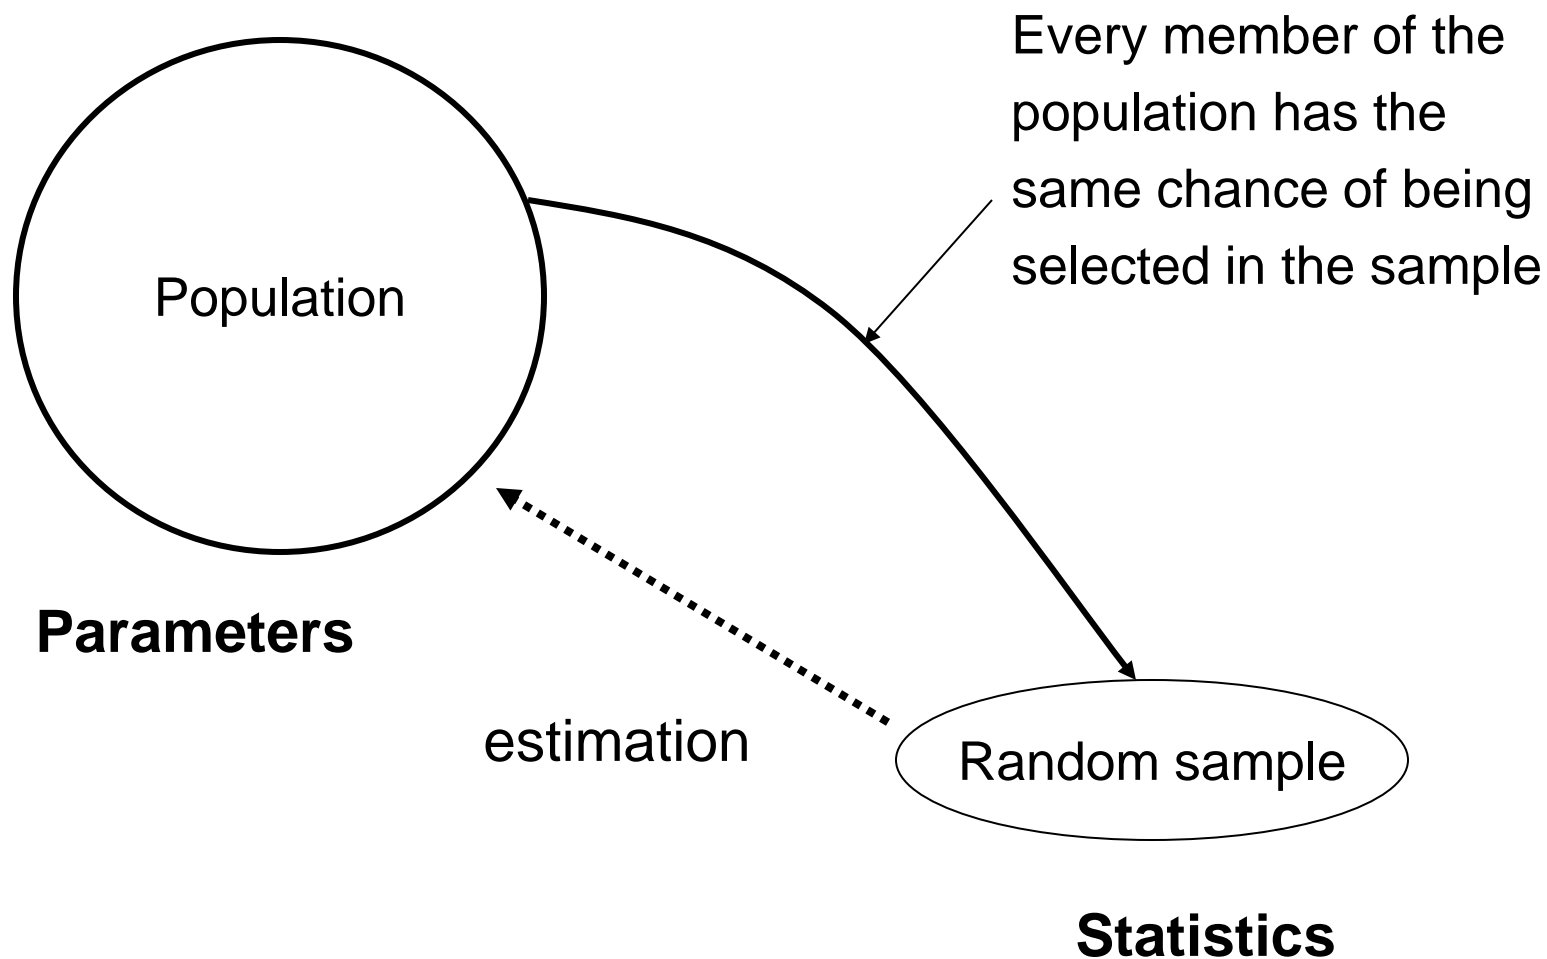 Every member of the
population has the
same chance of being
selected in the sample
Population
Parameters
estimation
Random sample
Statistics